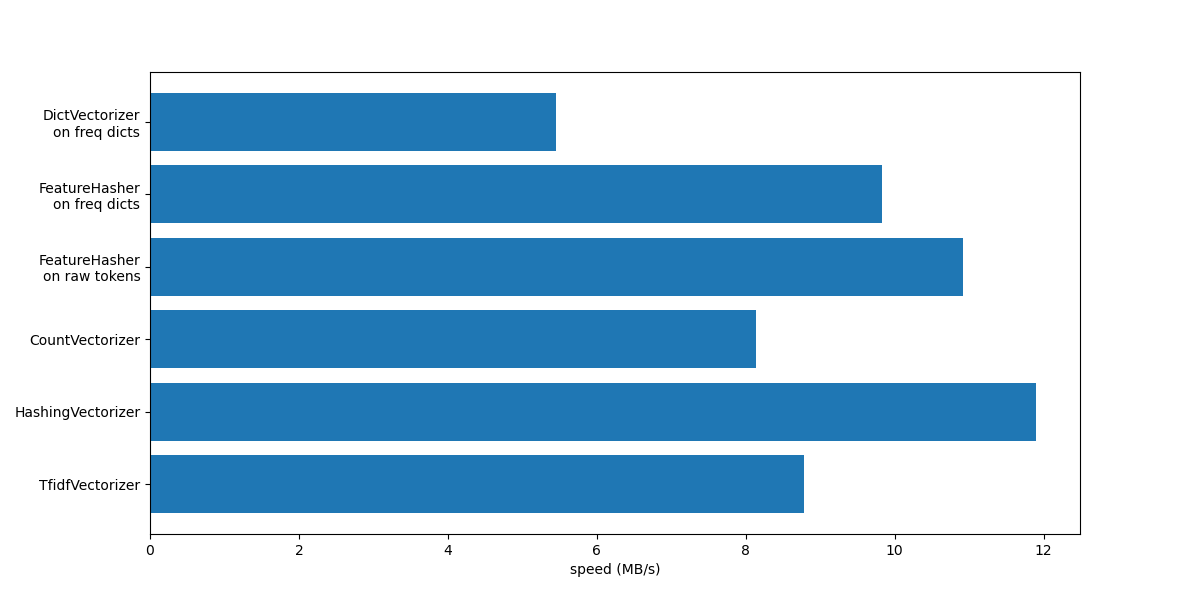 DictVectorizer
on freq dicts
FeatureHasher
on freq dicts
FeatureHasher
on raw tokens
CountVectorizer
HashingVectorizer
TfidfVectorizer
0 2 4 6 8 10 12
speed (MB/s)